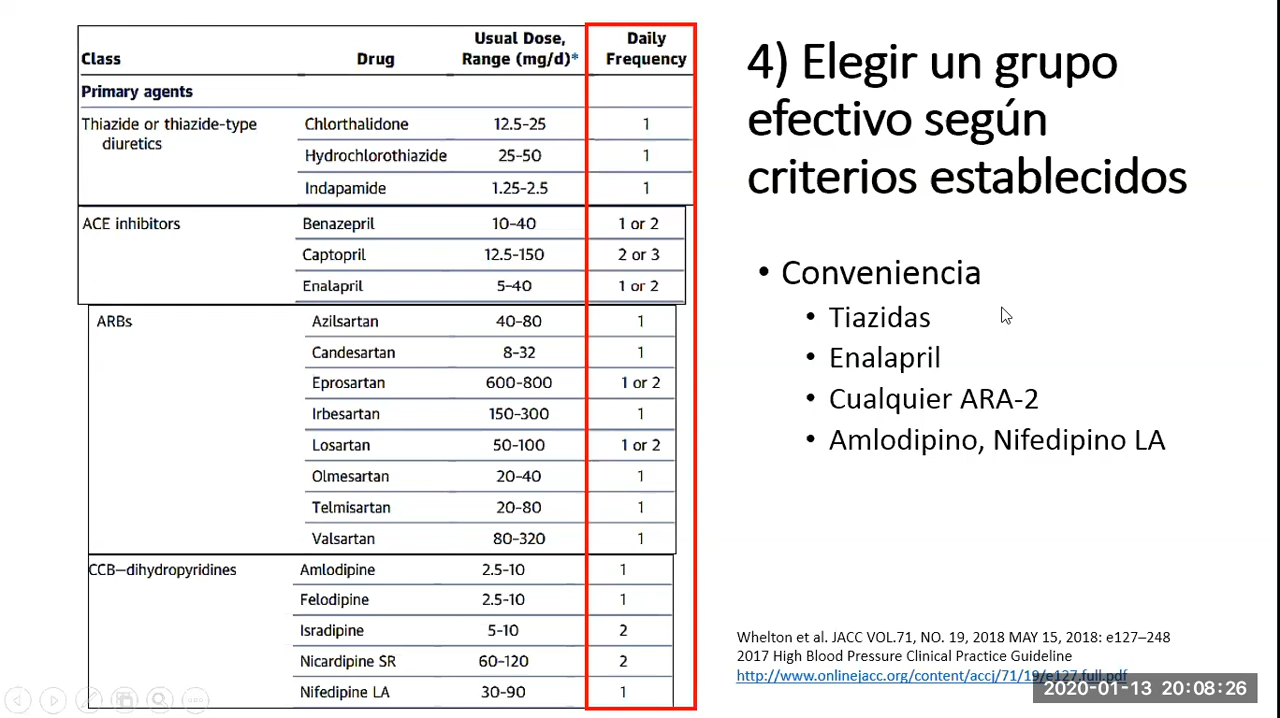 Class Drug Usual Dose, Range (mg/d)* Daily Frequency
Primary agents
Thiazide or thiazide-type diuretics Chlorthalidone 12.5–25 1
Hydrochlorothiazide 25–50 1
Indapamide 1.25–2.5 1
ACE inhibitors Benazepril 10–40 1 or 2
Captopril 12.5–150 2 or 3
Enalapril 5–40 1 or 2
ARBs Azilsartan 40–80 1
Candesartan 8–32 1
Eprosartan 600–800 1 or 2
Irbesartan 150–300 1
Losartan 50–100 1 or 2
Olmesartan 20–40 1
Telmisartan 20–80 1
Valsartan 80–320 1
CCB—dihydropyridines Amlodipine 2.5–10 1
Felodipine 2.5–10 1
Isradipine 5–10 2
Nicardipine SR 60–120 2
Nifedipine LA 30–90 1
4) Elegir un grupo
efectivo según
criterios establecidos
• Conveniencia
• Tiazidas
• Enalapril
• Cualquier ARA-2
• Amlodipino, Nifedipino LA
Whelton et al. JACC VOL.71, NO. 19, 2018 MAY 15, 2018: e127–248
2017 High Blood Pressure Clinical Practice Guideline
http://www.onlinejacc.org/content/accj/71/19/e127.full.pdf
2020-01-13 20:08:26